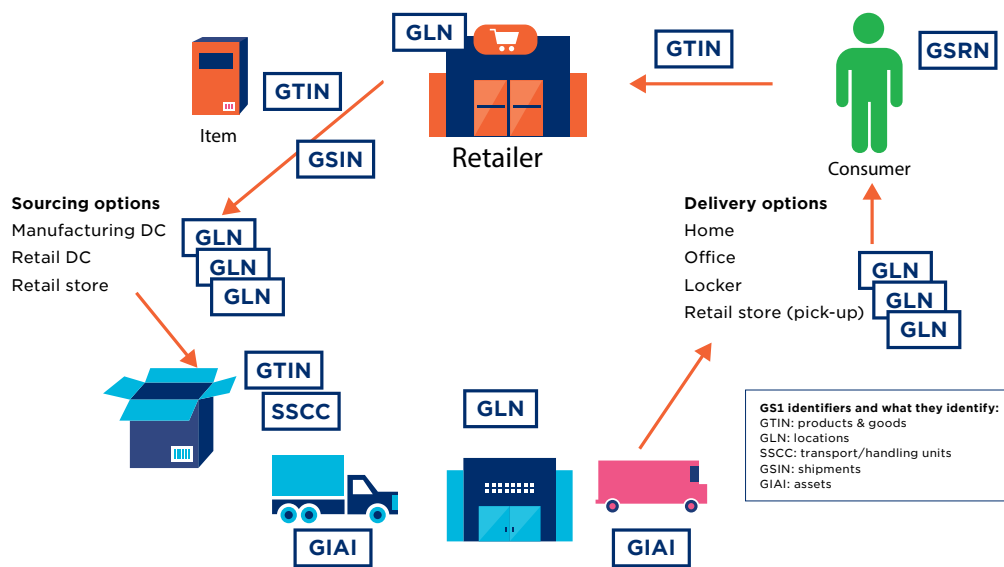 GLN
GTIN
GSRN
GTIN
Item
Retailer
GSIN
Consumer
Sourcing options
Manufacturing DC
Retail DC
Retail store
GLN
GLN
GLN
Delivery options
Home
Office
Locker
Retail store (pick-up)
GLN
GLN
GLN
GTIN
SSCC
GLN
GIAI
GIAI
GS1 identifiers and what they identify:
GTIN: products & goods
GLN: locations
SSCC: transport/handling units
GSIN: shipments
GIAI: assets